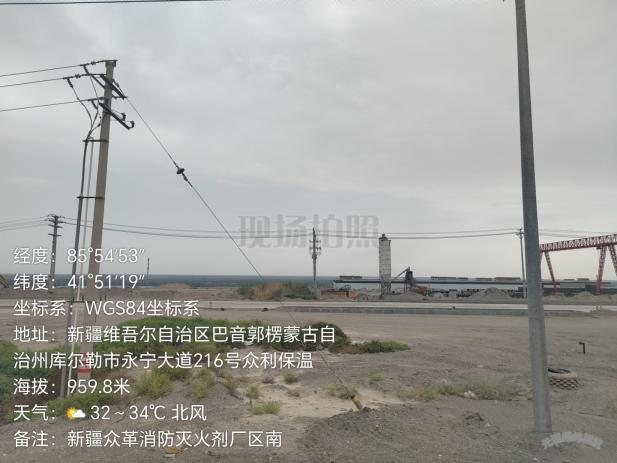 现场拍照
经度: 85°54′53″
纬度: 41°51′19″
坐标系: WGS84坐标系
地址: 新疆维吾尔自治区巴音郭楞蒙古自
治州库尔勒市永宁大道216号众利保温
海拔: 959.8米
天气: 32 ~ 34℃ 北风
备注: 新疆众革消防灭火剂厂区南